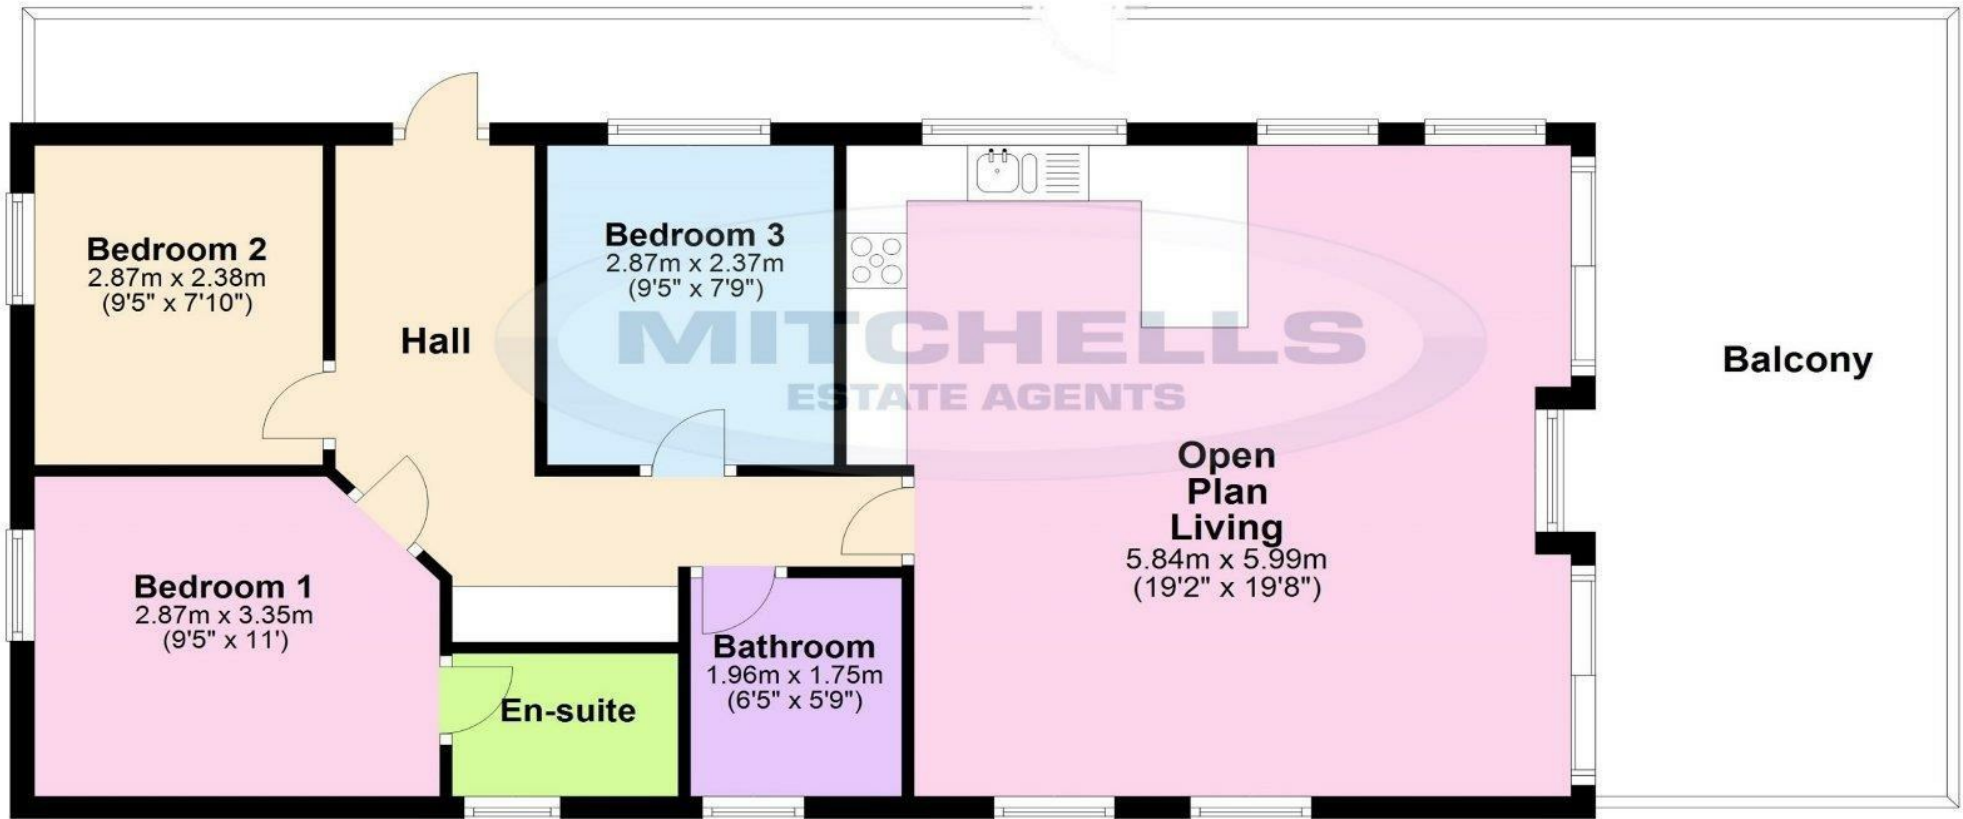 Bedroom 2
2.87m x 2.38m
(9'5" x 7'10")
Hall
Bedroom 3
2.87m x 2.37m
(9'5" x 7'9")
MITCHELLS
ESTATE AGENTS
Balcony
Open
Plan
Living
5.84m x 5.99m
(19'2" x 19'8")
Bedroom 1
2.87m x 3.35m
(9'5" x 11')
Bathroom
1.96m x 1.75m
(6'5" x 5'9")
En-suite